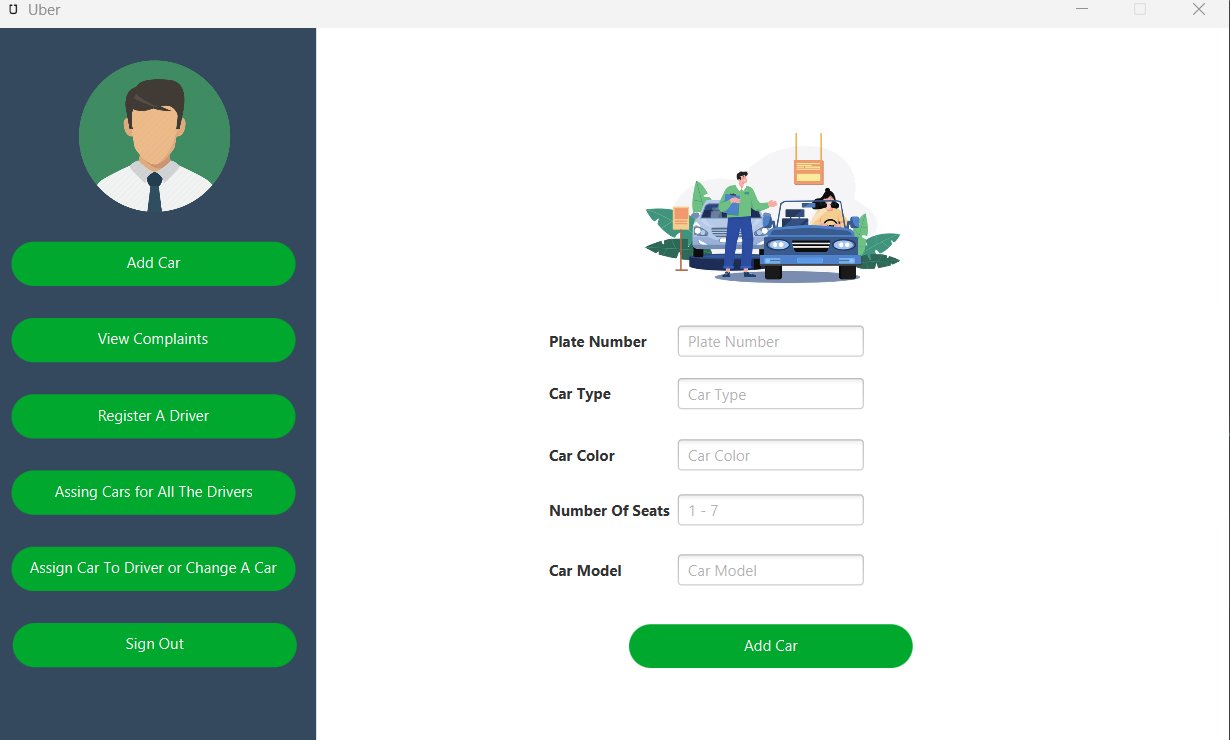 Uber
Add Car
View Complaints
Register A Driver
Assing Cars for All The Drivers
Assign Car To Driver or Change A Car
Sign Out
Plate Number Plate Number
Car Type Car Type
Car Color Car Color
Number Of Seats 1 - 7
Car Model Car Model
Add Car